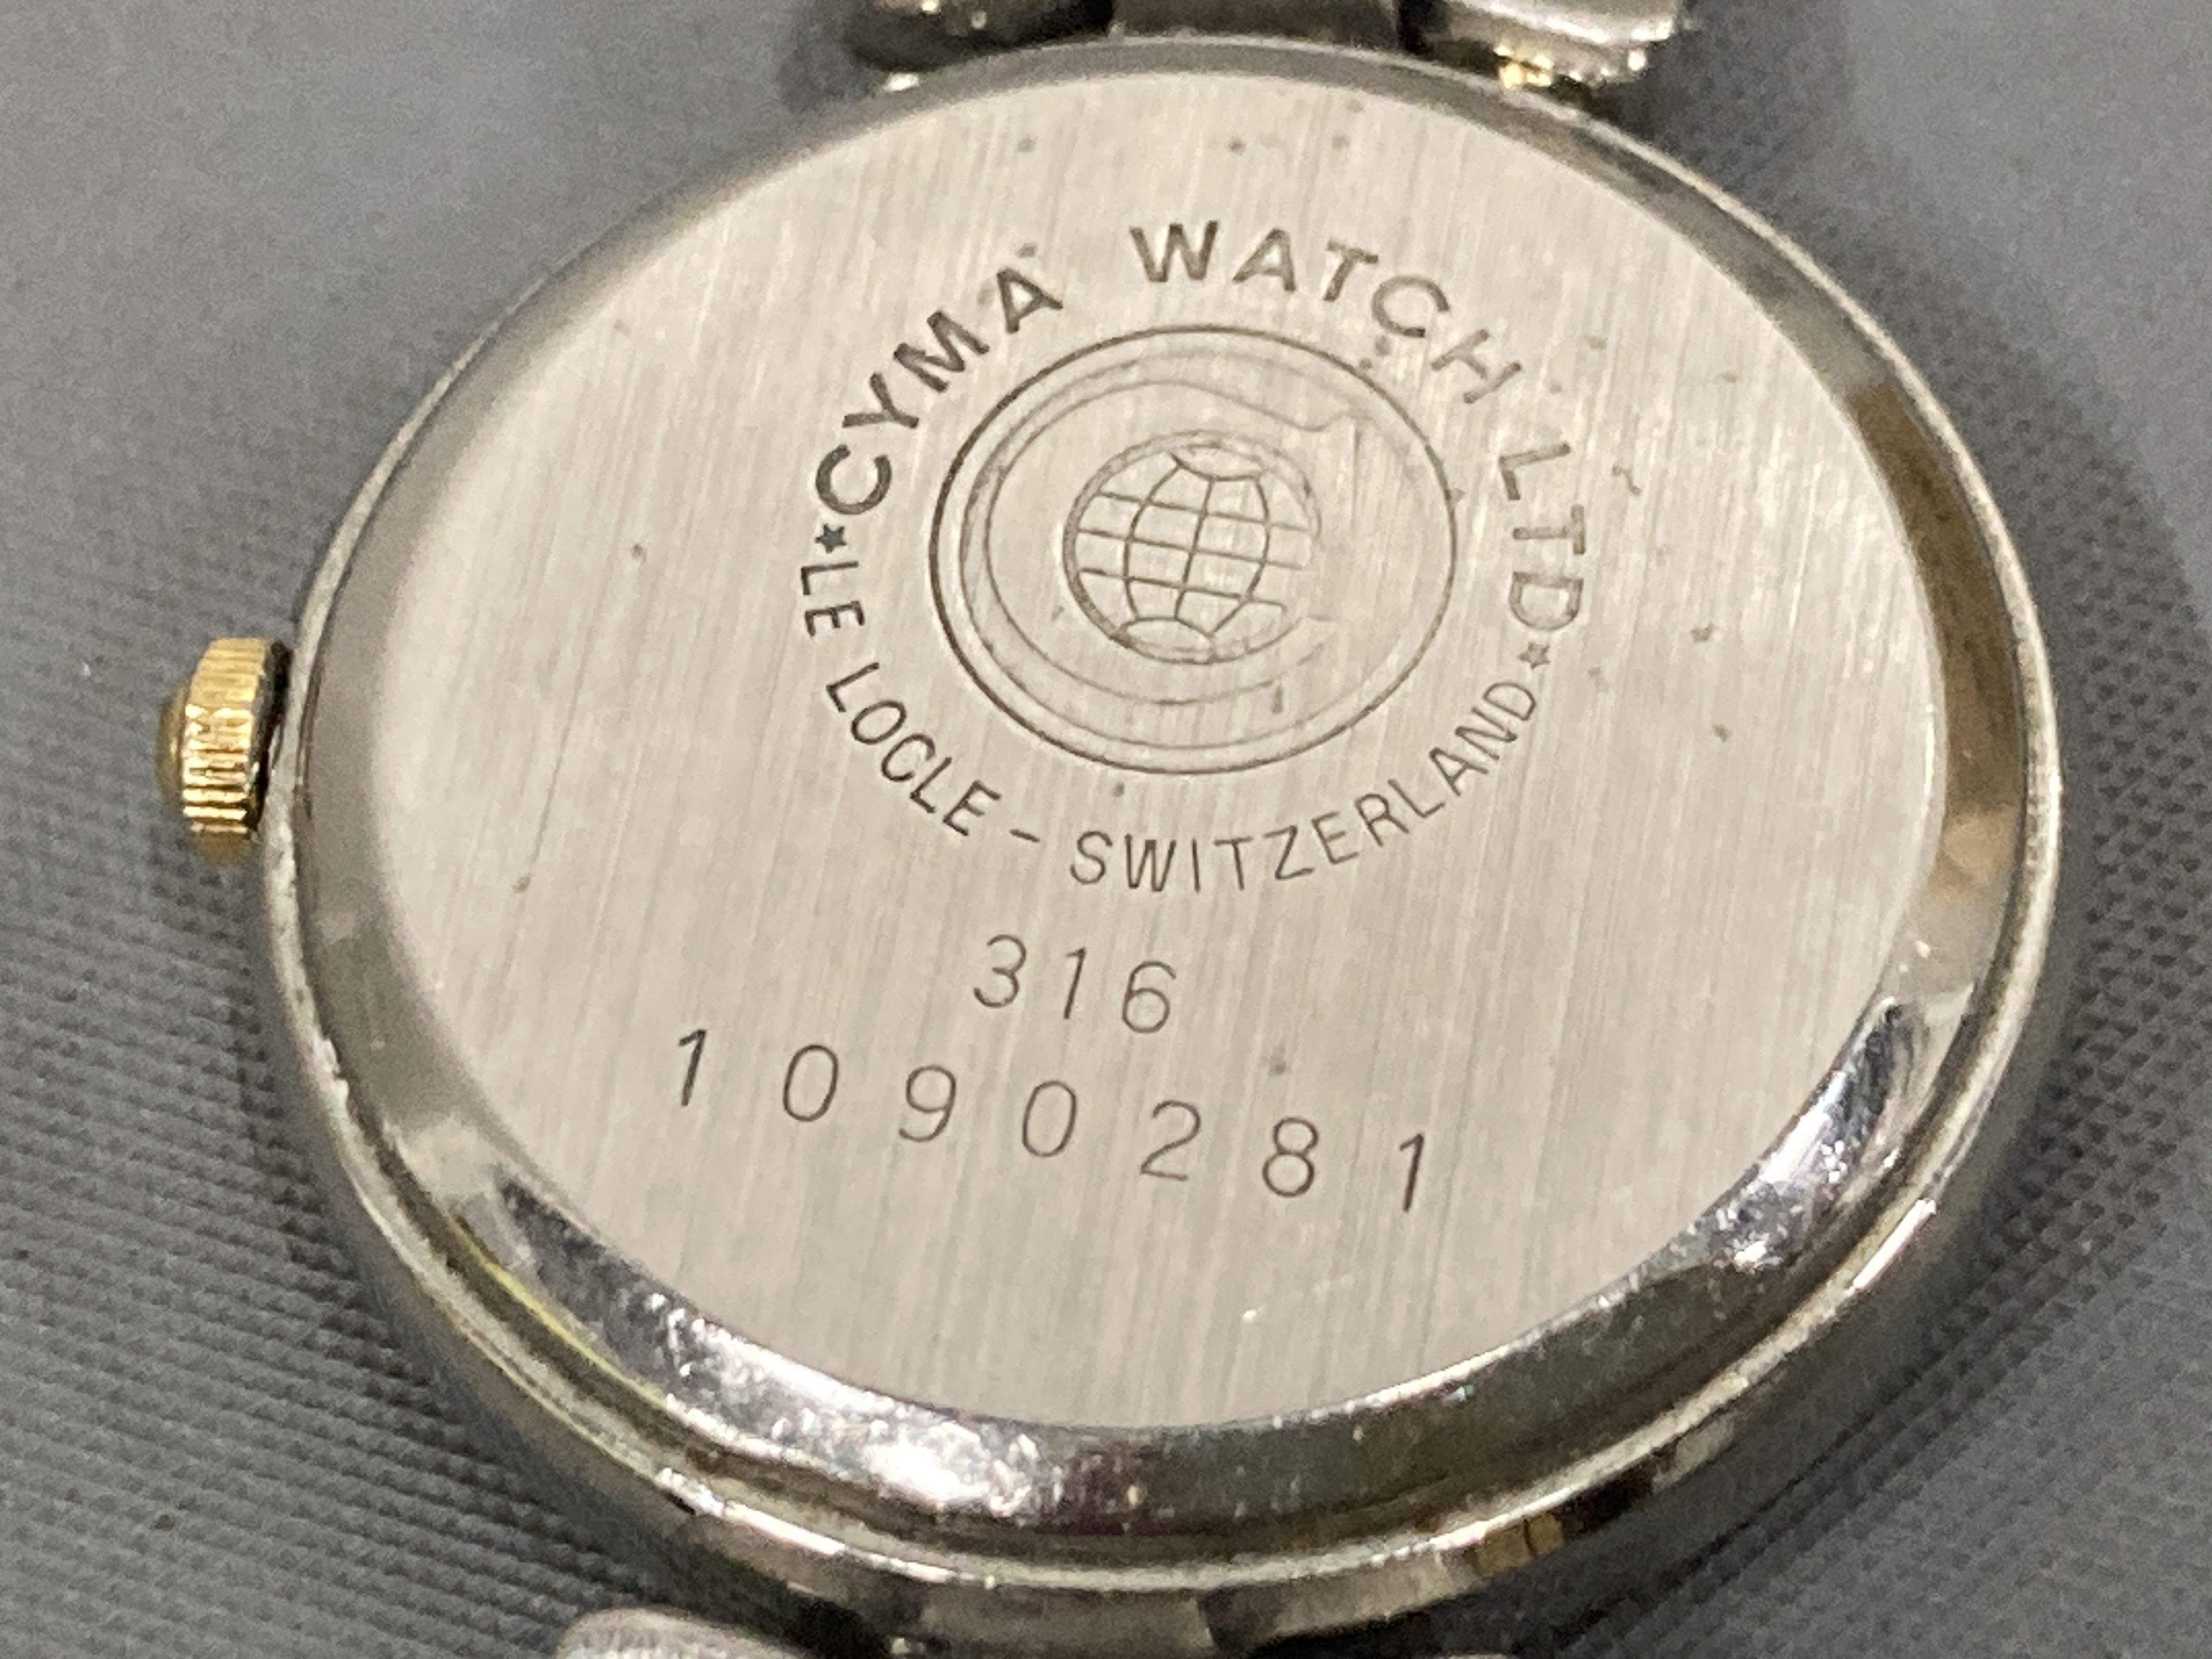 ★CYMA WATCH LTD★
LE LOCLE - SWITZERLAND
316
1090281